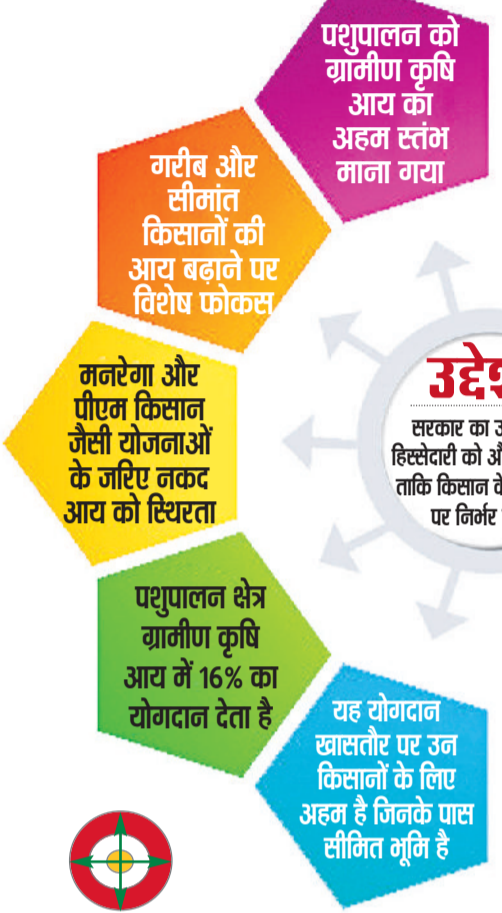 पशुपालन को
ग्रामीण कृषि
आय का
अहम स्तंभ
माना गया
गरीब और
सीमांत
किसानों की
आय बढ़ाने पर
विशेष फोकस
मनरेगा और
पीएम किसान
जैसी योजनाओं
के जरिए नकद
आय को स्थिरता
पशुपालन क्षेत्र
ग्रामीण कृषि
आय में 16% का
योगदान देता है
यह योगदान
खासतौर पर उन
किसानों के लिए
अहम है जिनके पास
सीमित भूमि है
सरकार का
हिस्सेदारी को
ताकि किसान
पर निर्भर